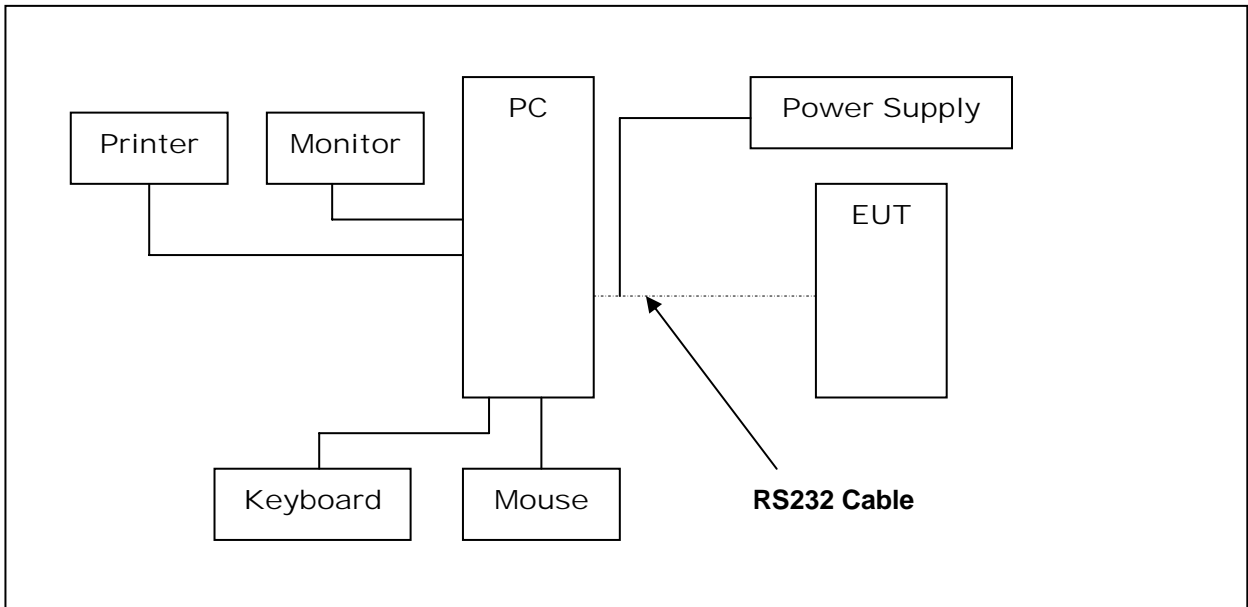 PC
Power Supply
Printer
Monitor
EUT
Keyboard
Mouse
RS232 Cable